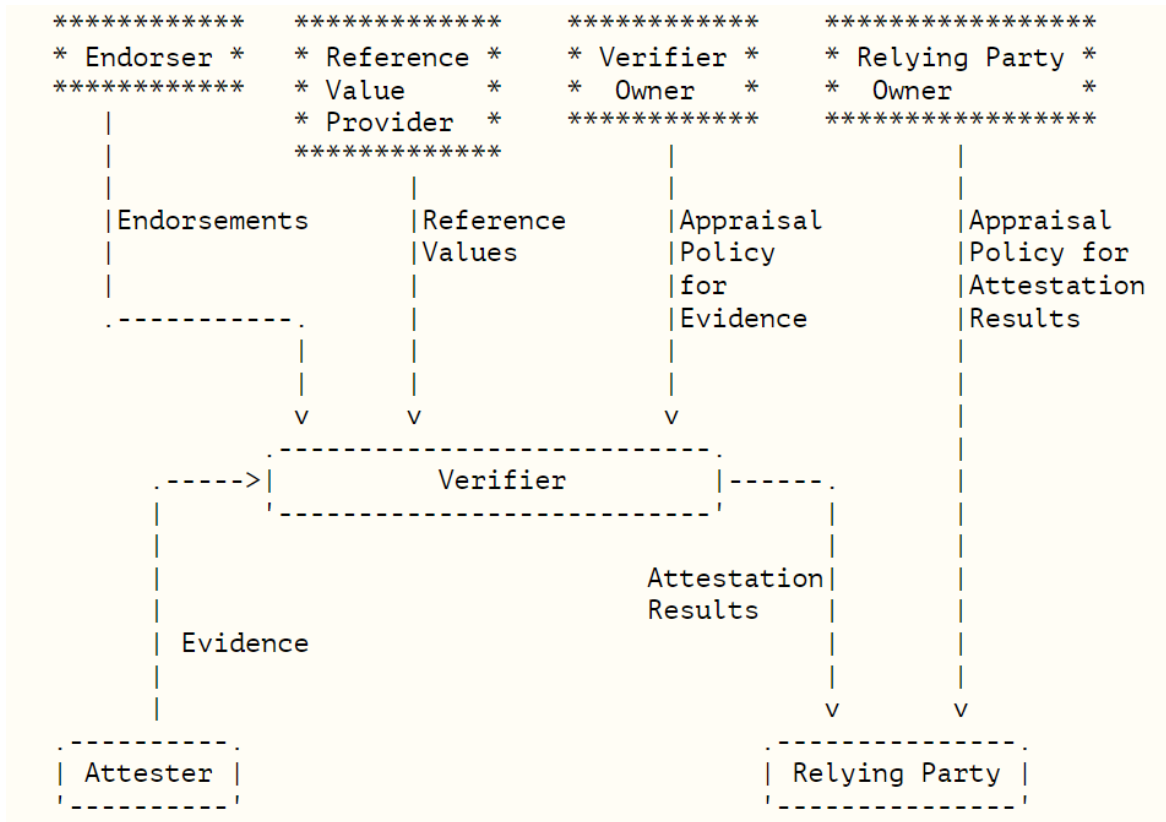 ************   *************    ************    *****************
* Endorser *   * Reference *    * Verifier *    * Relying Party *
************   * Value     *    *  Owner   *    *  Owner        *
   |           * Provider  *    ************    *****************
   |           *************          |                 |
   |                  |               |                 |
   |Endorsements      |Reference      |Appraisal        |Appraisal
   |                  |Values         |Policy           |Policy for
   |                  |               |for              |Attestation
   .-----------.      |               |Evidence         |Results
               |      |               |                 |
               |      |               |                 |
               v      v               v                 |
             .---------------------------.              |
      .----->|          Verifier         |------.       |
      |      '---------------------------'      |       |
      |                                         |       |
      |                              Attestation|       |
      |                              Results    |       |
      | Evidence                                |       |
      |                                         |       |
      |                                         v       v
.----------.                                .---------------.
| Attester |                                | Relying Party |
'----------'                                '---------------'